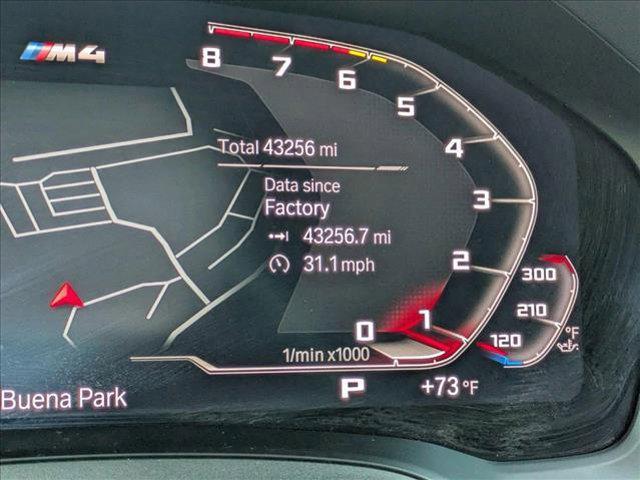 M4
8
7
6
5
4
3
2
1
0
Total 43256 mi
Data since
Factory
43256.7 mi
31.1 mph
300
210
120
°F
1/min x1000
P
+73 °F
Buena Park